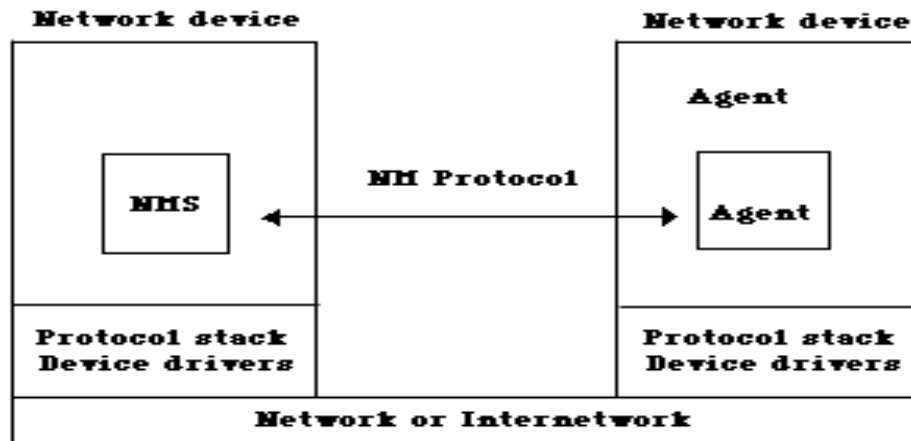 Network device
Network device
Agent
NM Protocol
NMS
Agent
Protocol stack
Device drivers
Protocol stack
Device drivers
Network or Internetwork